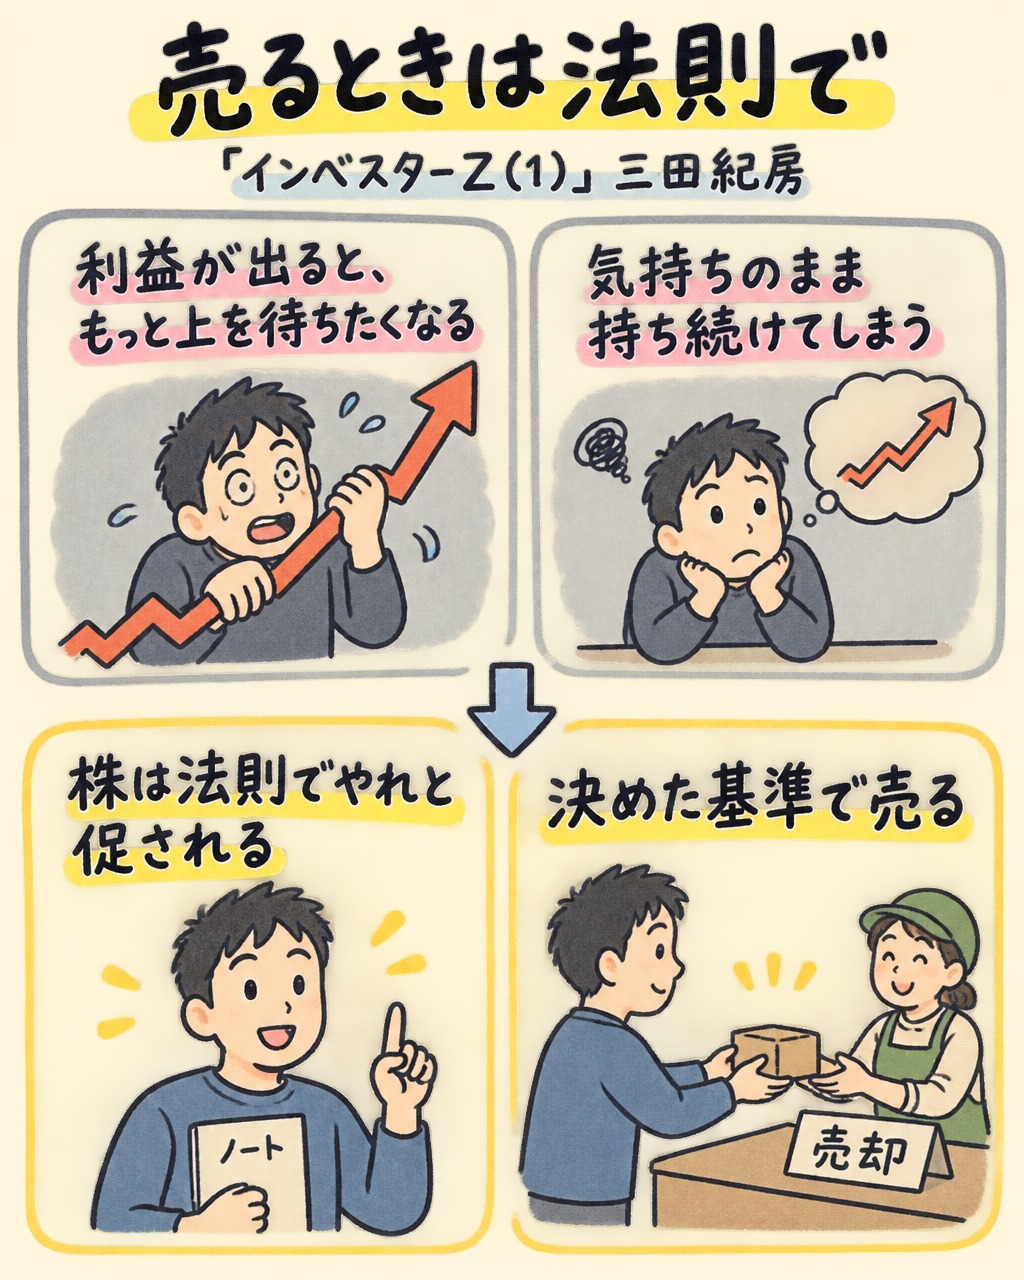 売るときは法則で
「インベスターZ(1)」三田紀房
利益が出ると、
もっと上を待ちたくなる
気持ちのまま
持ち続けてしまう
株は法則でやれと
促される
ノート
決めた基準で売る
売却